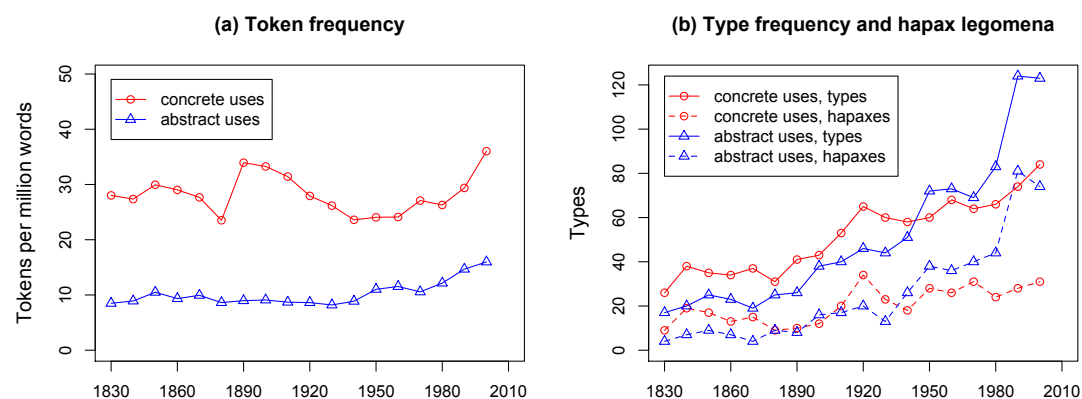 (a) Token frequency
Tokens per million words
50
40
30
20
10
0
concrete uses
abstract uses
1830 1860 1890 1920 1950 1980 2010
(b) Type frequency and hapax legomena
Types
120
100
80
60
40
20
0
concrete uses, types
concrete uses, hapaxes
abstract uses, types
abstract uses, hapaxes
1830 1860 1890 1920 1950 1980 2010